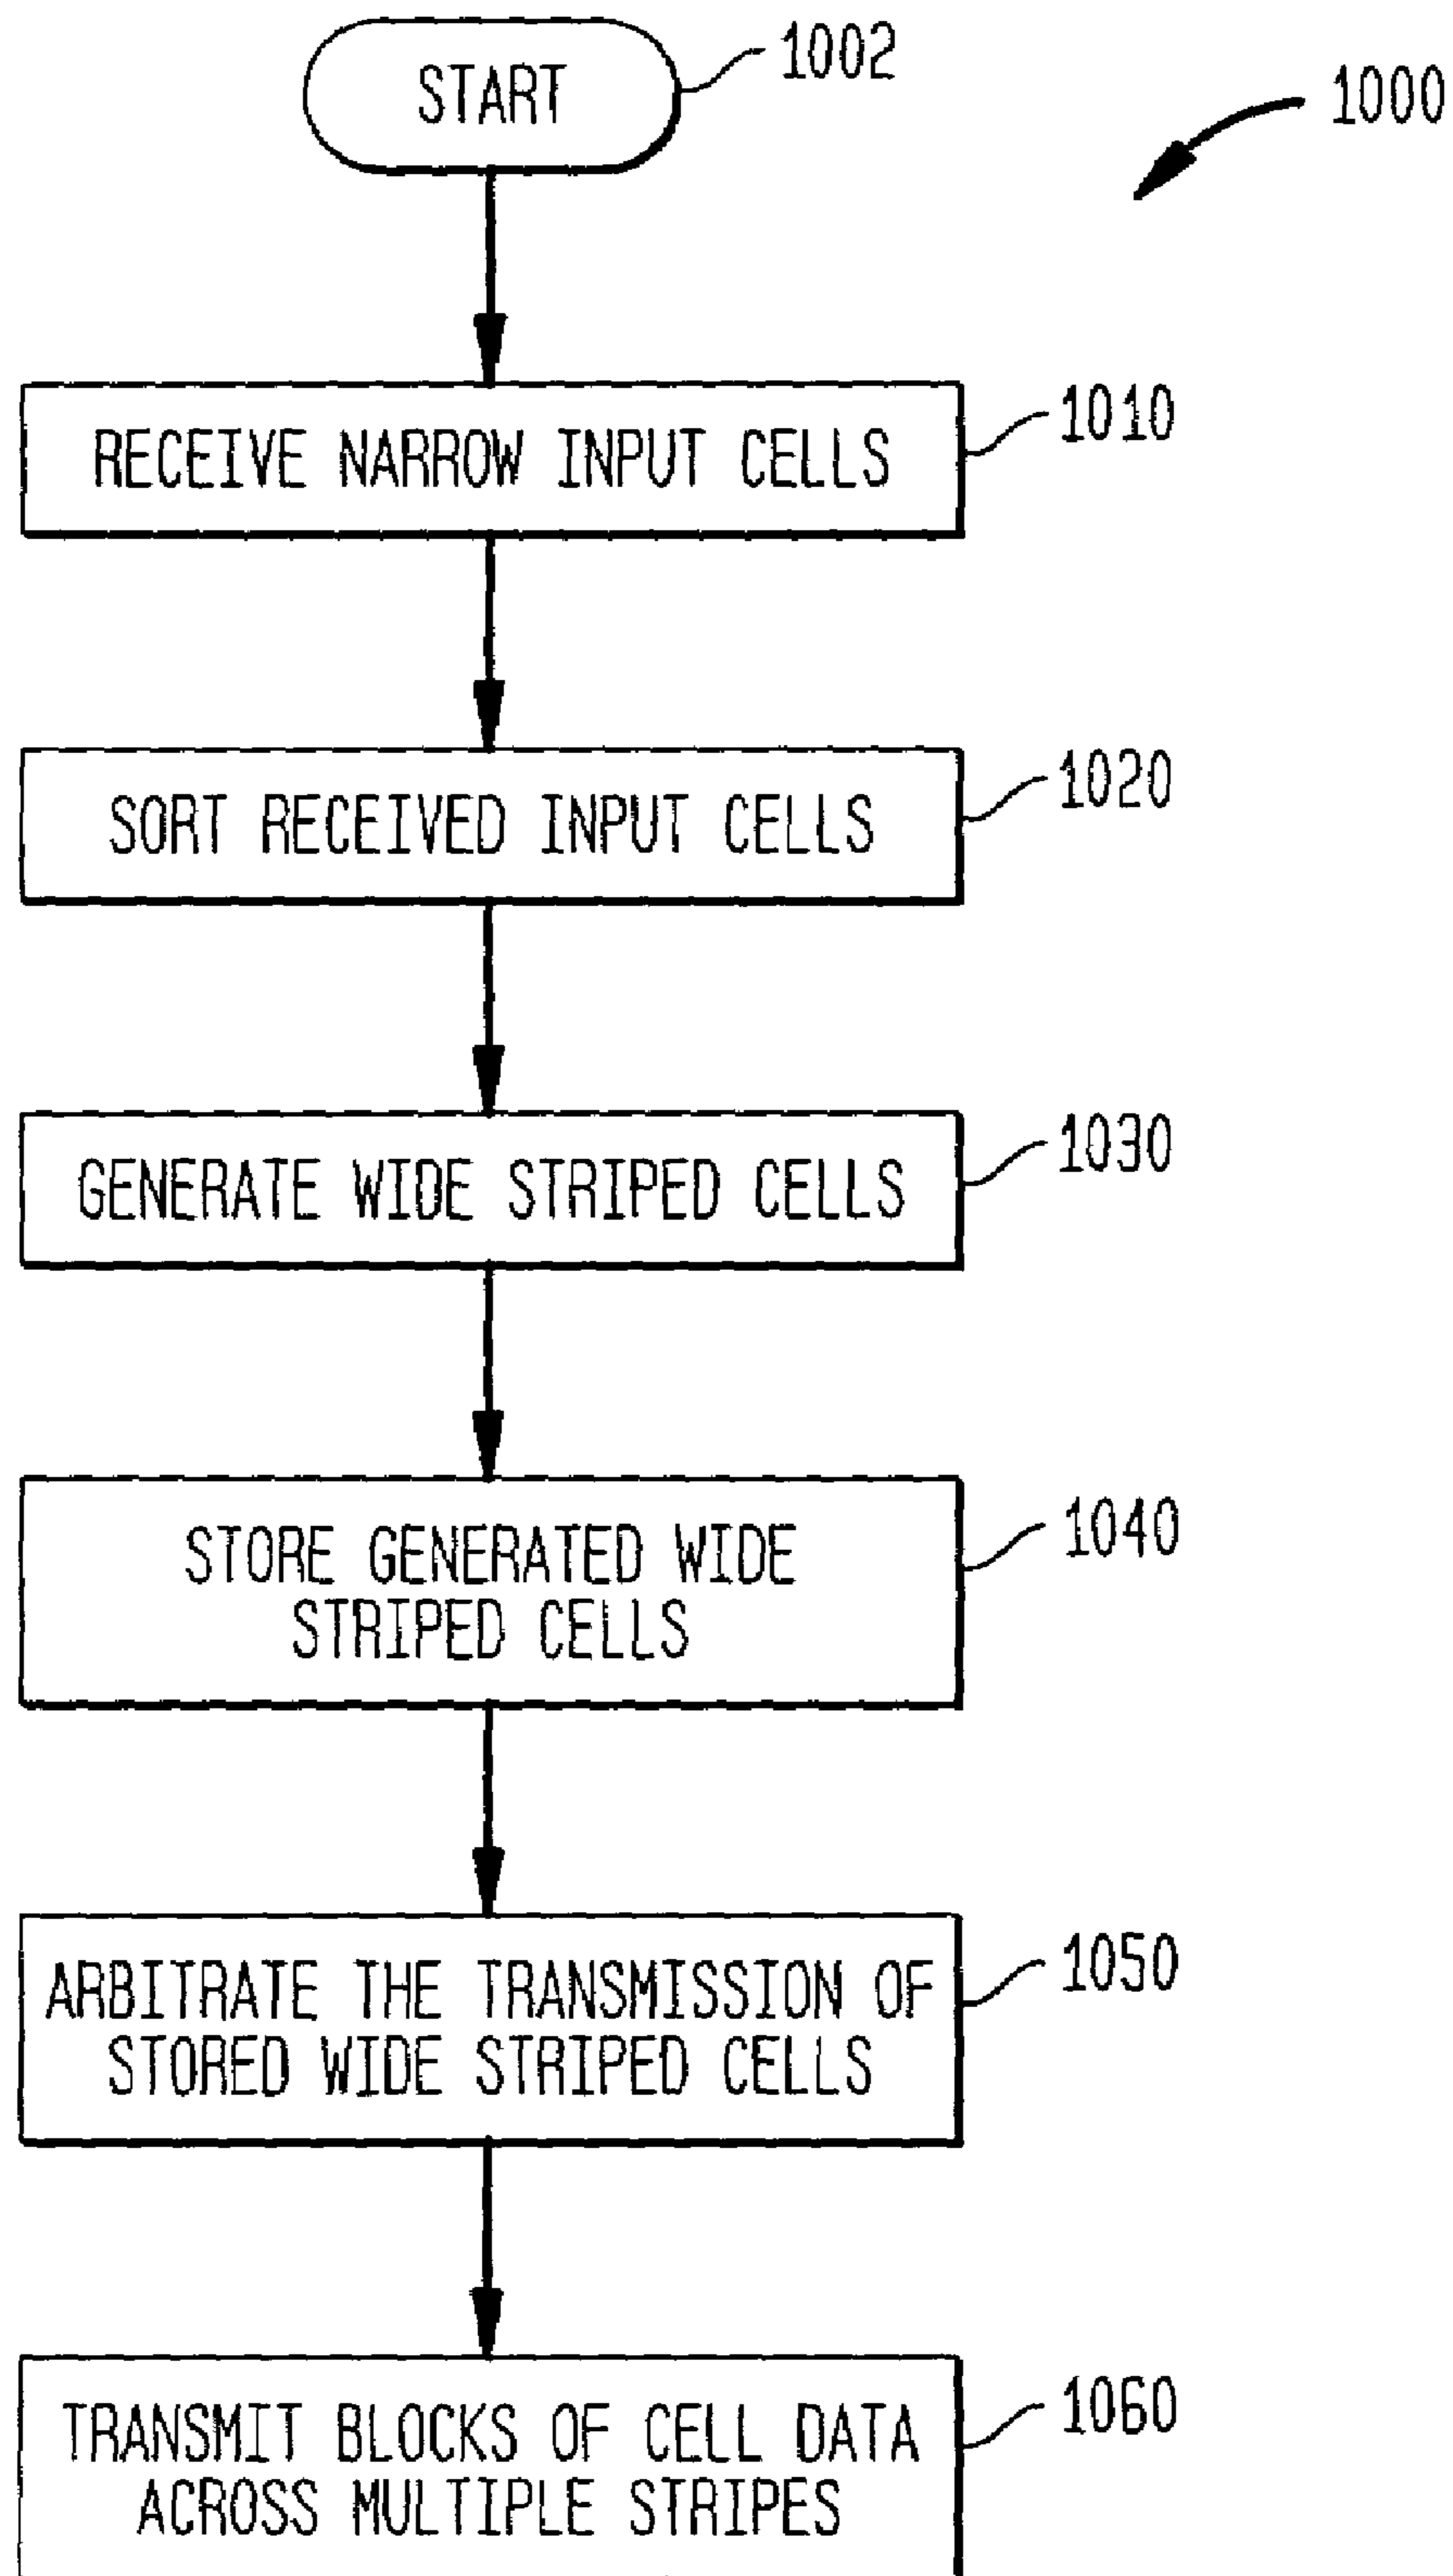 START
1002
1000
RECEIVE NARROW INPUT CELLS
1010
SORT RECEIVED INPUT CELLS
1020
GENERATE WIDE STRIPED CELLS
1030
STORE GENERATED WIDE
STRIPED CELLS
1040
ARBITRATE THE TRANSMISSION OF
STORED WIDE STRIPED CELLS
1050
TRANSMIT BLOCKS OF CELL DATA
ACROSS MULTIPLE STRIPES
1060